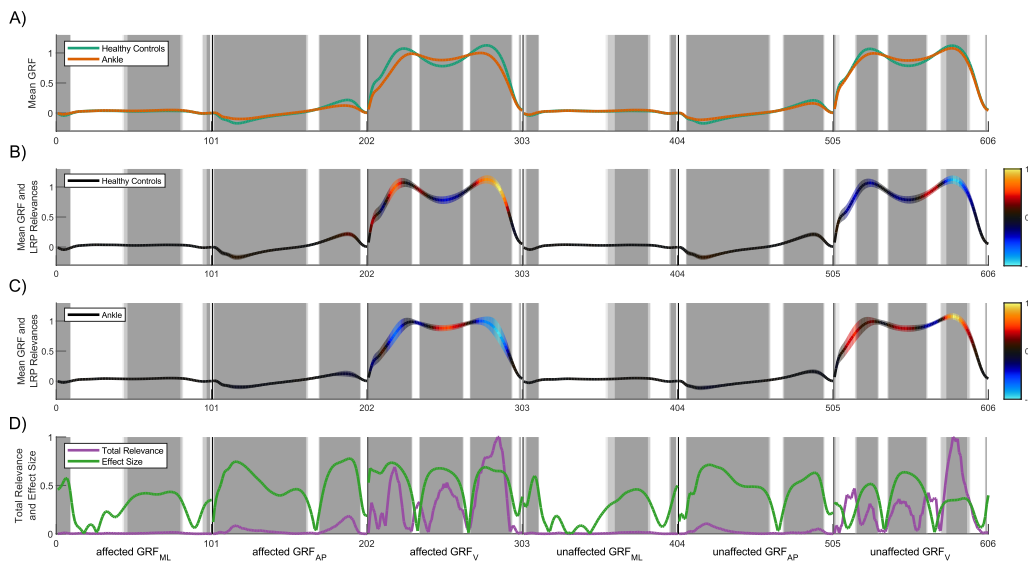 A)
Mean GRF
1
0.5
0
Healthy Controls
Ankle
0
101
202
303
404
505
606
B)
Mean GRF and
LRP Relevances
1
0.5
0
Healthy Controls
0
101
202
303
404
505
606
1
0
-
C)
Mean GRF and
LRP Relevances
1
0.5
0
Ankle
0
101
202
303
404
505
606
1
0
-
D)
Total Relevance
and Effect Size
1
0.5
0
Total Relevance
Effect Size
0
101
202
303
404
505
606
affected GRF_ML
affected GRF_AP
affected GRF_V
unaffected GRF_ML
unaffected GRF_AP
unaffected GRF_V